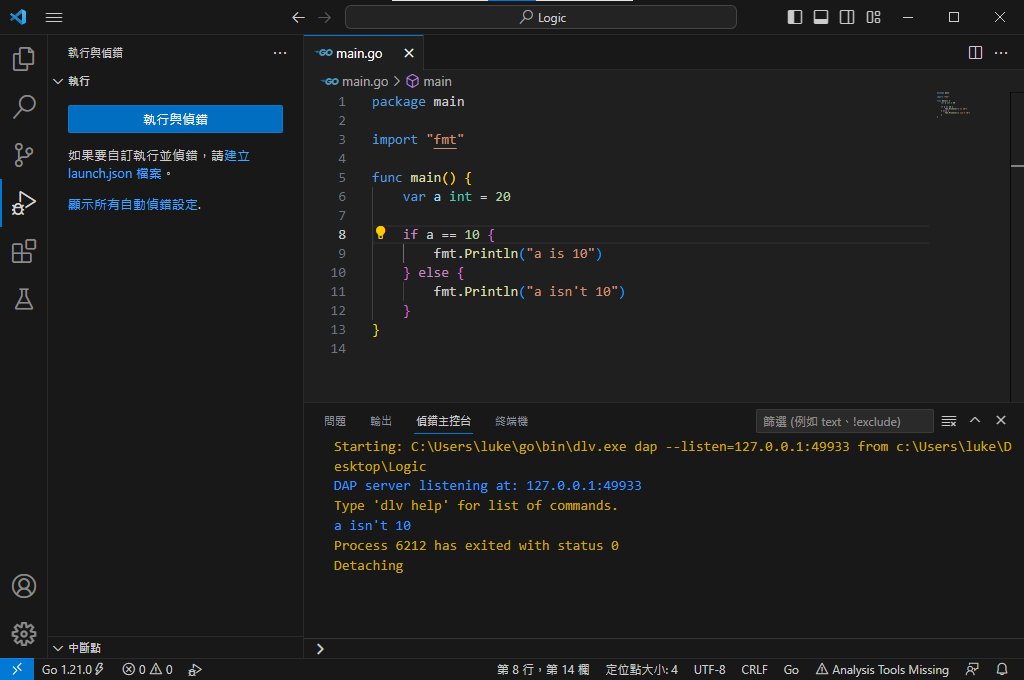 Logic
執行與偵錯
執行
執行與偵錯
如果要自訂執行並偵錯，請建立
launch.json 檔案。
顯示所有自動偵錯設定.
中斷點
main.go
main.go > main
1 package main
2
3 import "fmt"
4
5 func main() {
6 var a int = 20
7
8 if a == 10 {
9 fmt.Println("a is 10")
10 } else {
11 fmt.Println("a isn't 10")
12 }
13 }
14
問題 輸出 偵錯主控台 終端機 篩選 (例如 text、!exclude)
Starting: C:\Users\luke\go\bin\dlv.exe dap --listen=127.0.0.1:49933 from c:\Users\luke\D
esktop\Logic
DAP server listening at: 127.0.0.1:49933
Type 'dlv help' for list of commands.
a isn't 10
Process 6212 has exited with status 0
Detaching
Go 1.21.0 0 0 第 8 行，第 14 欄 定位點大小: 4 UTF-8 CRLF Go Analysis Tools Missing